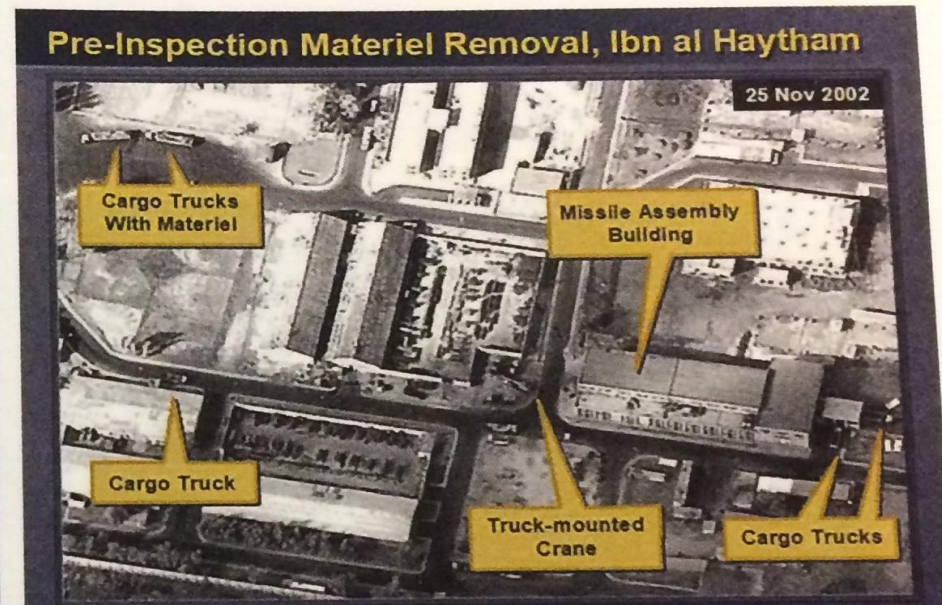 Pre-Inspection Materiel Removal, Ibn al Haytham
25 Nov 2002
Cargo Trucks
With Materiel
Missile Assembly
Building
Cargo Truck
Truck-mounted
Crane
Cargo Trucks